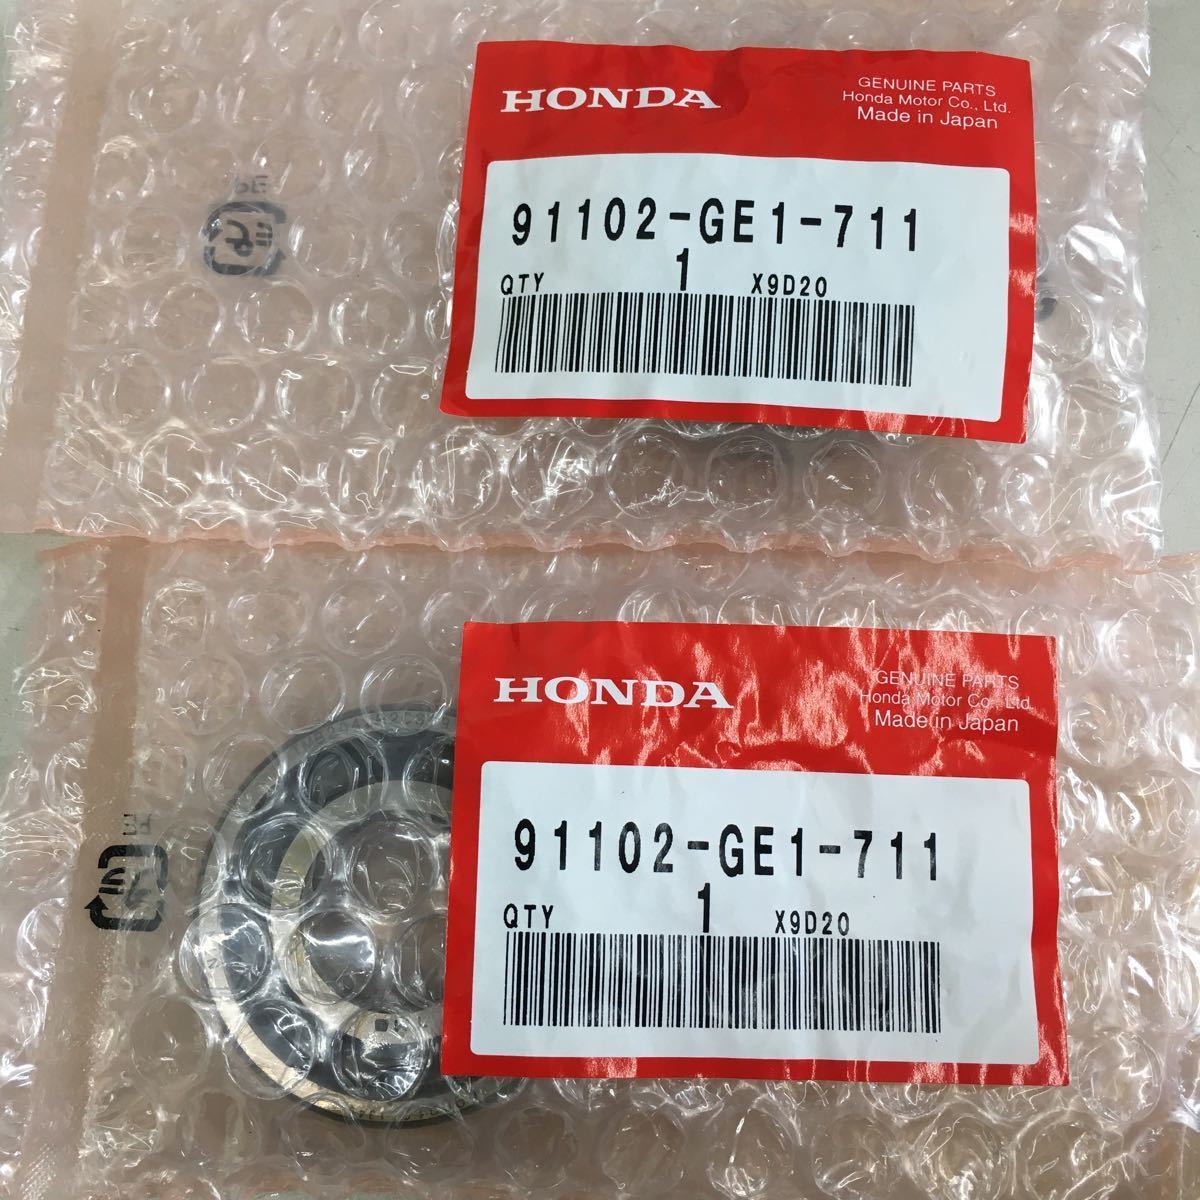 HONDA
GENUINE PARTS
Honda Motor Co., Ltd.
Made in Japan
91102-GE1-711
QTY 1 X9D20
PE
HONDA
GENUINE PARTS
Honda Motor Co., Ltd.
Made in Japan
91102-GE1-711
QTY 1 X9D20